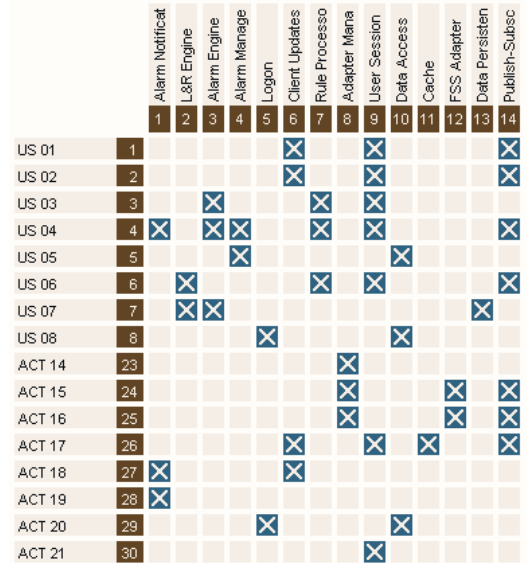 Alarm Notificat
L&R Engine
Alarm Engine
Alarm Manage
Logon
Client Updates
Rule Processo
Adapter Mana
User Session
Data Access
Cache
FSS Adapter
Data Persisten
Publish-Subsc
1 2 3 4 5 6 7 8 9 10 11 12 13 14
US 01 1
US 02 2
US 03 3
US 04 4
US 05 5
US 06 6
US 07 7
US 08 8
ACT 14 23
ACT 15 24
ACT 16 25
ACT 17 26
ACT 18 27
ACT 19 28
ACT 20 29
ACT 21 30